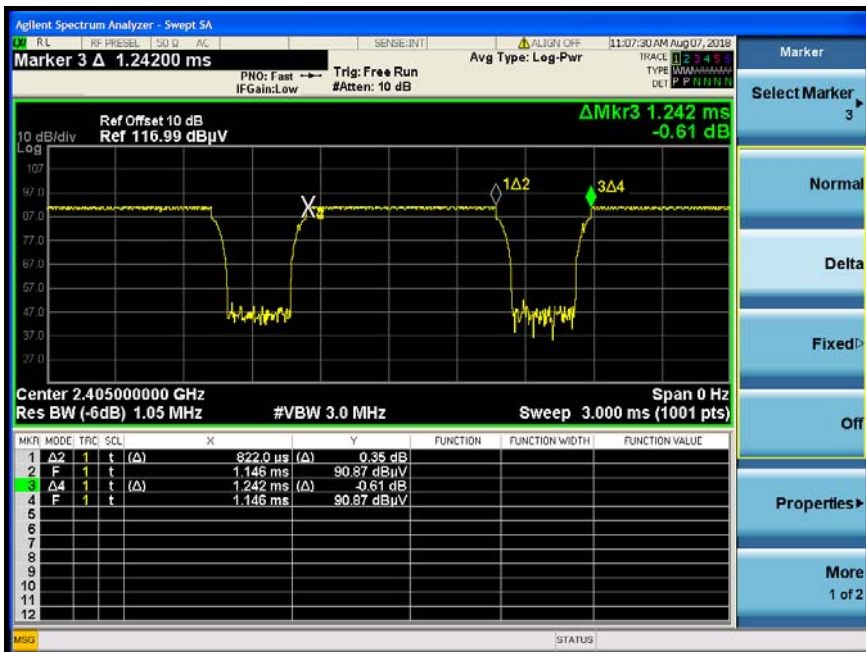 Agilent Spectrum Analyzer - Swept SA
RL RF PRESEL 50 Ω AC SENSE:INT ALIGN OFF 11:07:30 AM Aug 07, 2018
Marker 3 Δ 1.24200 ms
PNO: Fast
IFGain:Low
Trig: Free Run
#Atten: 10 dB
Avg Type: Log-Pwr
TRACE 1 2 3 4 5 6
TYPE
DET P P N N N N
ΔMkr3 1.242 ms
-0.61 dB
Ref Offset 10 dB
10 dB/div Ref 116.99 dBµV
Log
107
97.0
87.0
77.0
67.0
57.0
47.0
37.0
27.0
1Δ2
3Δ4
X
Center 2.405000000 GHz Span 0 Hz
Res BW (-6dB) 1.05 MHz #VBW 3.0 MHz Sweep 3.000 ms (1001 pts)
MKR MODE TRC SCL X Y FUNCTION FUNCTION WIDTH FUNCTION VALUE
1 Δ2 1 t (Δ) 822.0 µs (Δ) 0.35 dB
2 F 1 t 1.146 ms 90.87 dBµV
3 Δ4 1 t (Δ) 1.242 ms (Δ) -0.61 dB
4 F 1 t 1.146 ms 90.87 dBµV
5
6
7
8
9
10
11
12
MSG STATUS
Marker
Select Marker
3
Normal
Delta
Fixed
Off
Properties
More
1 of 2